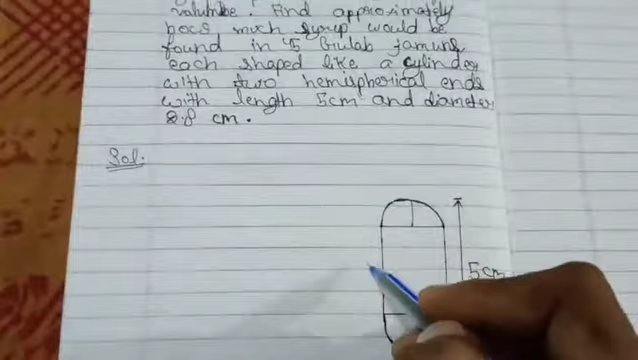 volumbe. Find approximately
how much syrup would be
found in 45 Gulab jamuns
each shaped like a cylinder
with two hemispherical ends
with length 5cm and diameter
2.8 cm.
Sol.
5cm